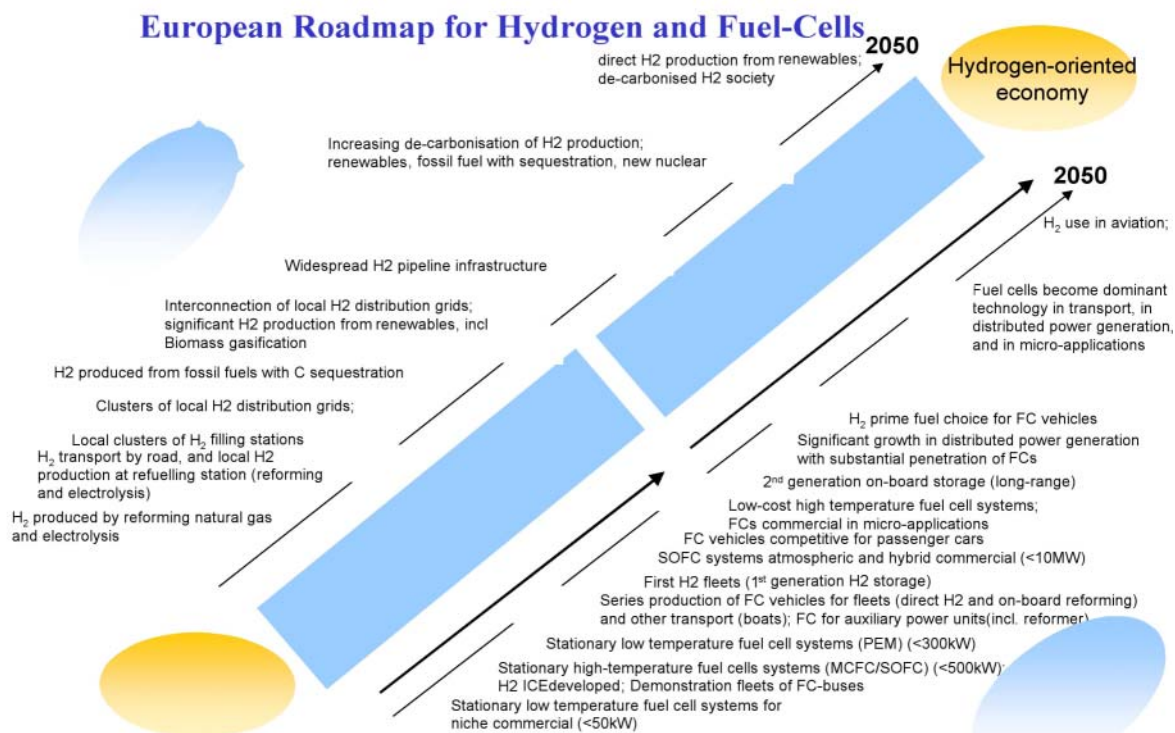 European Roadmap for Hydrogen and Fuel-Cells
2050
direct H2 production from renewables;
de-carbonised H2 society
Hydrogen-oriented
economy
Increasing de-carbonisation of H2 production;
renewables, fossil fuel with sequestration, new nuclear
2050
H₂ use in aviation;
Widespread H2 pipeline infrastructure
Fuel cells become dominant
technology in transport, in
distributed power generation,
and in micro-applications
Interconnection of local H2 distribution grids;
significant H2 production from renewables, incl
Biomass gasification
H2 produced from fossil fuels with C sequestration
Clusters of local H2 distribution grids;
Local clusters of H₂ filling stations
H₂ transport by road, and local H2
production at refuelling station (reforming
and electrolysis)
H₂ produced by reforming natural gas
and electrolysis
H₂ prime fuel choice for FC vehicles
Significant growth in distributed power generation
with substantial penetration of FCs
2nd generation on-board storage (long-range)
Low-cost high temperature fuel cell systems;
FCs commercial in micro-applications
FC vehicles competitive for passenger cars
SOFC systems atmospheric and hybrid commercial (<10MW)
First H2 fleets (1st generation H2 storage)
Series production of FC vehicles for fleets (direct H2 and on-board reforming)
and other transport (boats); FC for auxiliary power units(incl. reformer)
Stationary low temperature fuel cell systems (PEM) (<300kW)
Stationary high-temperature fuel cells systems (MCFC/SOFC) (<500kW);
H2 ICEdeveloped; Demonstration fleets of FC-buses
Stationary low temperature fuel cell systems for
niche commercial (<50kW)